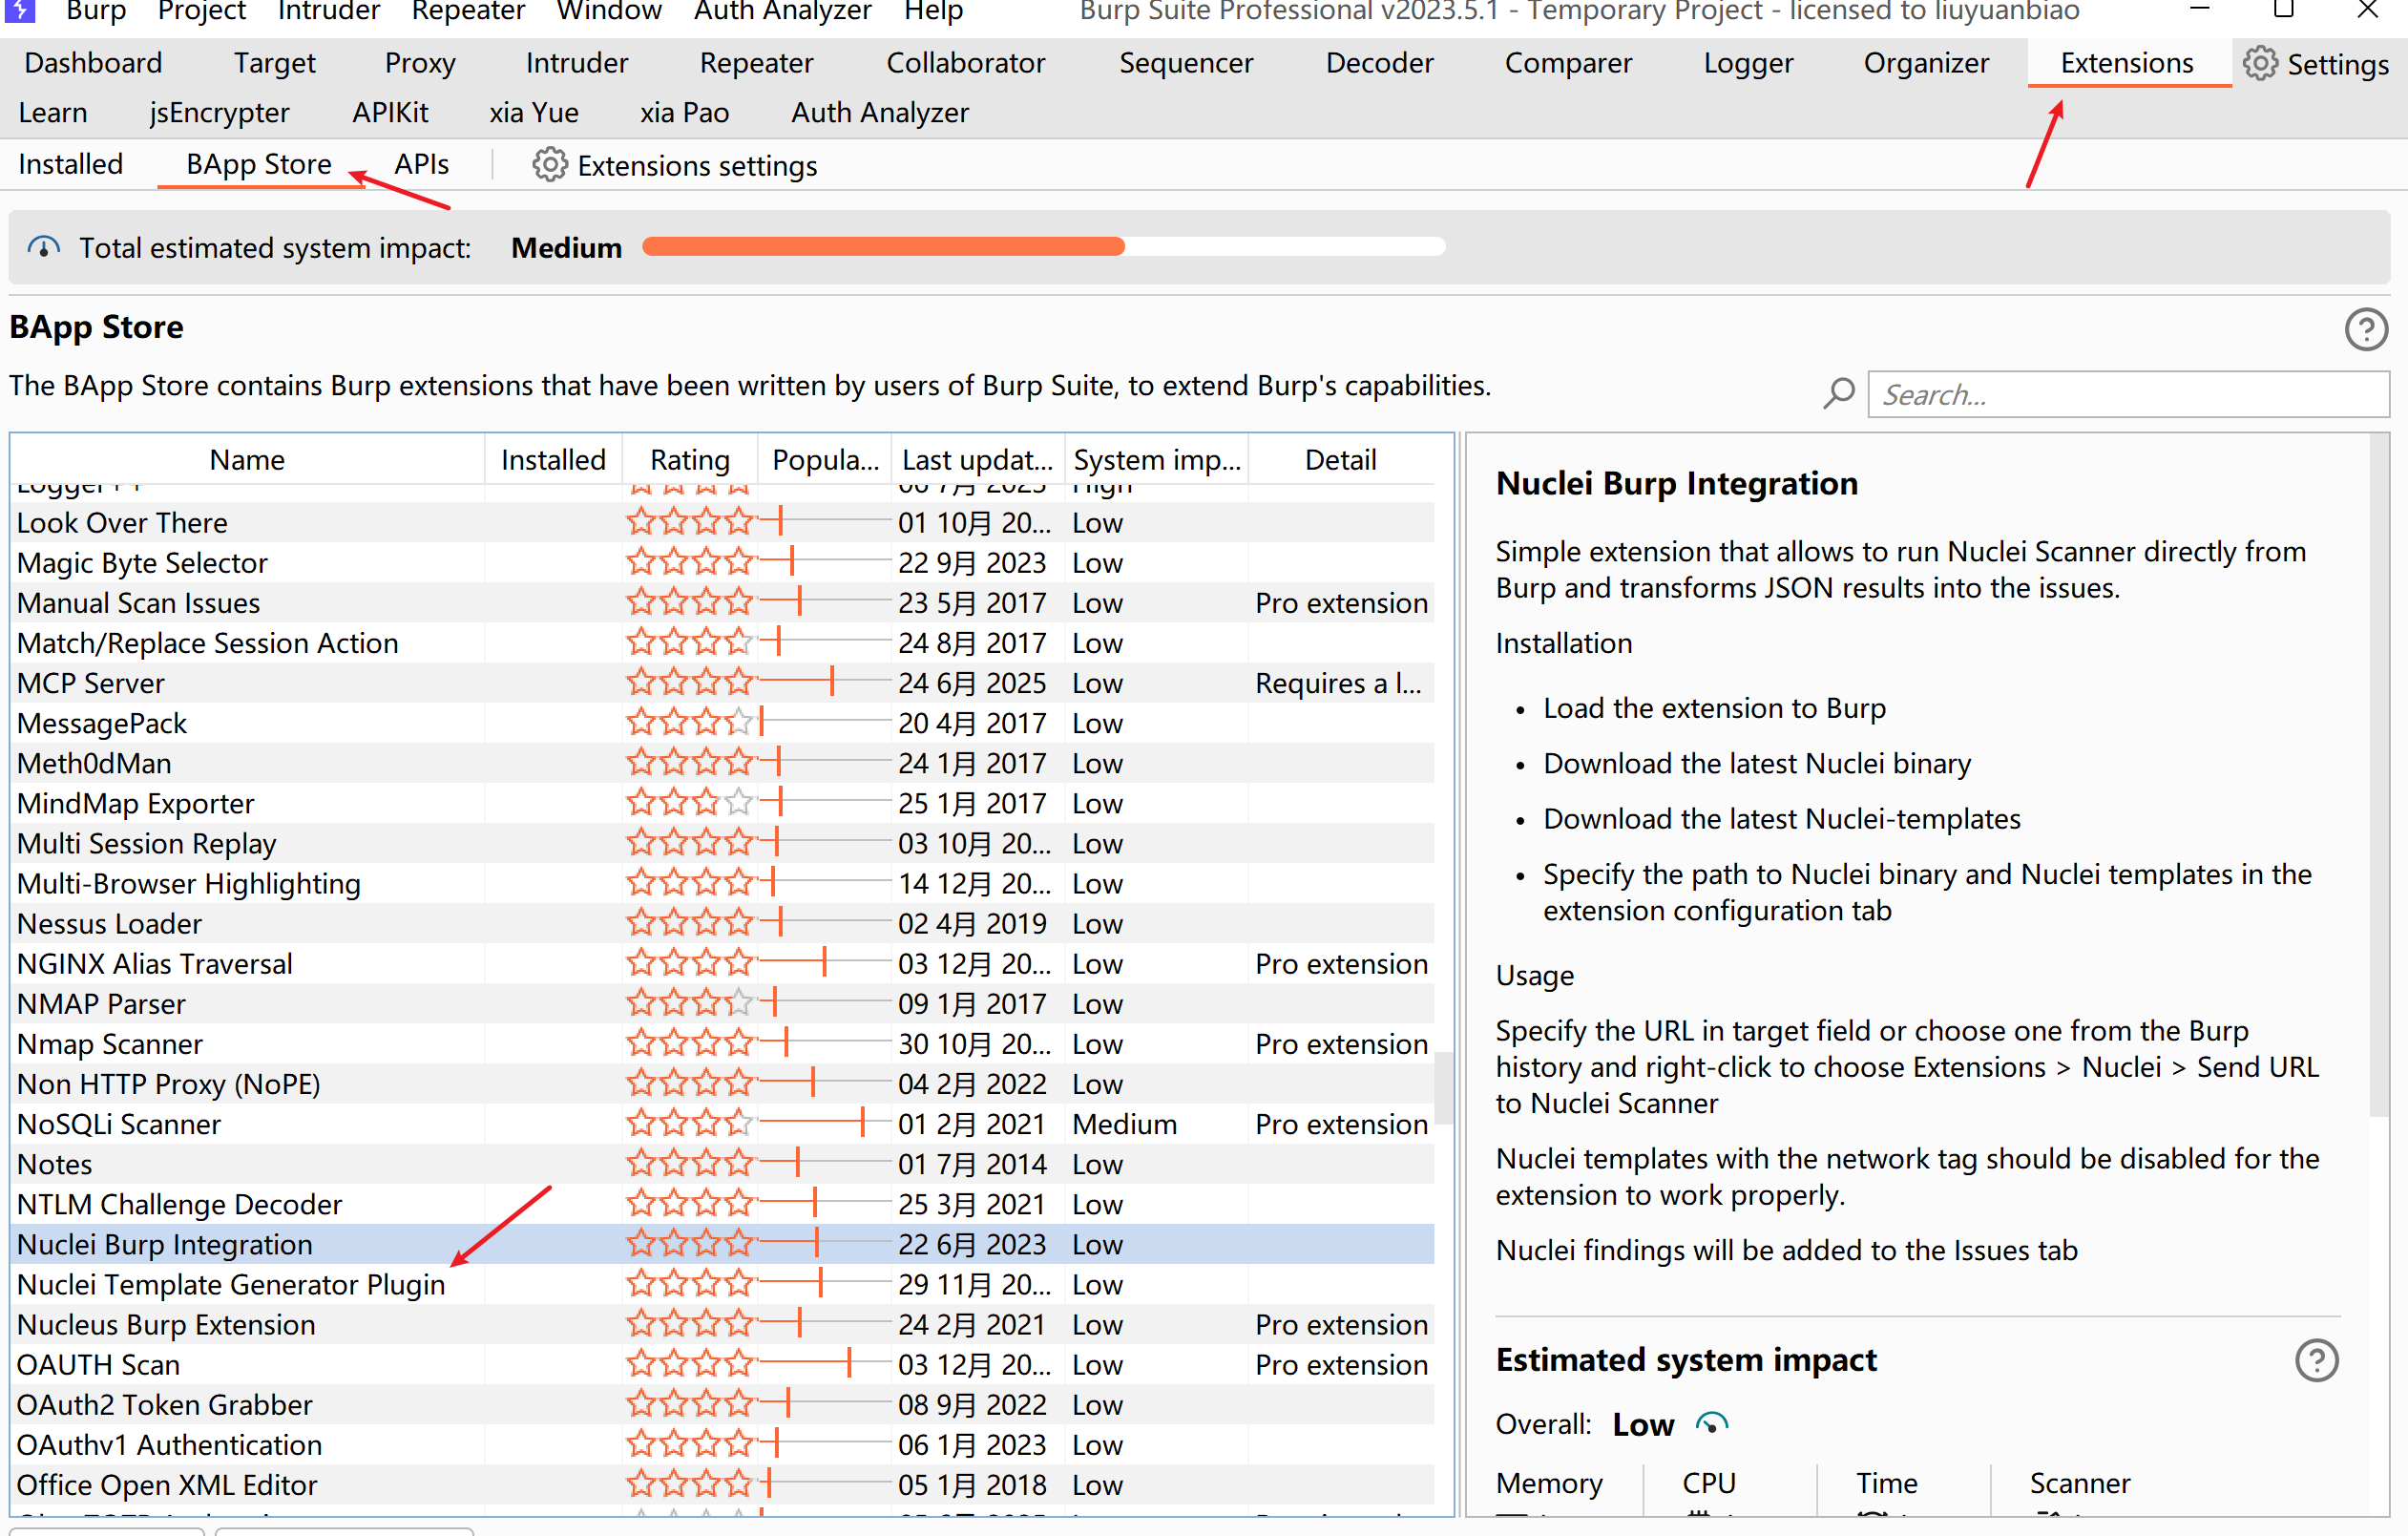 Burp Project Intruder Repeater Window Auth Analyzer Help Burp Suite Professional v2023.5.1 - Temporary Project - licensed to liuyuanbiao
Dashboard Target Proxy Intruder Repeater Collaborator Sequencer Decoder Comparer Logger Organizer Extensions Settings
Learn jsEncrypter APIKit xia Yue xia Pao Auth Analyzer
Installed BApp Store APIs Extensions settings
Total estimated system impact: Medium
BApp Store
The BApp Store contains Burp extensions that have been written by users of Burp Suite, to extend Burp's capabilities.
Search...
Name Installed Rating Popula... Last updat... System imp... Detail
Logger++ 06 7月 2023 High
Look Over There 01 10月 20... Low
Magic Byte Selector 22 9月 2023 Low
Manual Scan Issues 23 5月 2017 Low Pro extension
Match/Replace Session Action 24 8月 2017 Low
MCP Server 24 6月 2025 Low Requires a l...
MessagePack 20 4月 2017 Low
Meth0dMan 24 1月 2017 Low
MindMap Exporter 25 1月 2017 Low
Multi Session Replay 03 10月 20... Low
Multi-Browser Highlighting 14 12月 20... Low
Nessus Loader 02 4月 2019 Low
NGINX Alias Traversal 03 12月 20... Low Pro extension
NMAP Parser 09 1月 2017 Low
Nmap Scanner 30 10月 20... Low Pro extension
Non HTTP Proxy (NoPE) 04 2月 2022 Low
NoSQLi Scanner 01 2月 2021 Medium Pro extension
Notes 01 7月 2014 Low
NTLM Challenge Decoder 25 3月 2021 Low
Nuclei Burp Integration 22 6月 2023 Low
Nuclei Template Generator Plugin 29 11月 20... Low
Nucleus Burp Extension 24 2月 2021 Low Pro extension
OAUTH Scan 03 12月 20... Low Pro extension
OAuth2 Token Grabber 08 9月 2022 Low
OAuthv1 Authentication 06 1月 2023 Low
Office Open XML Editor 05 1月 2018 Low
Nuclei Burp Integration
Simple extension that allows to run Nuclei Scanner directly from
Burp and transforms JSON results into the issues.
Installation
• Load the extension to Burp
• Download the latest Nuclei binary
• Download the latest Nuclei-templates
• Specify the path to Nuclei binary and Nuclei templates in the
extension configuration tab
Usage
Specify the URL in target field or choose one from the Burp
history and right-click to choose Extensions > Nuclei > Send URL
to Nuclei Scanner
Nuclei templates with the network tag should be disabled for the
extension to work properly.
Nuclei findings will be added to the Issues tab
Estimated system impact
Overall: Low
Memory CPU Time Scanner